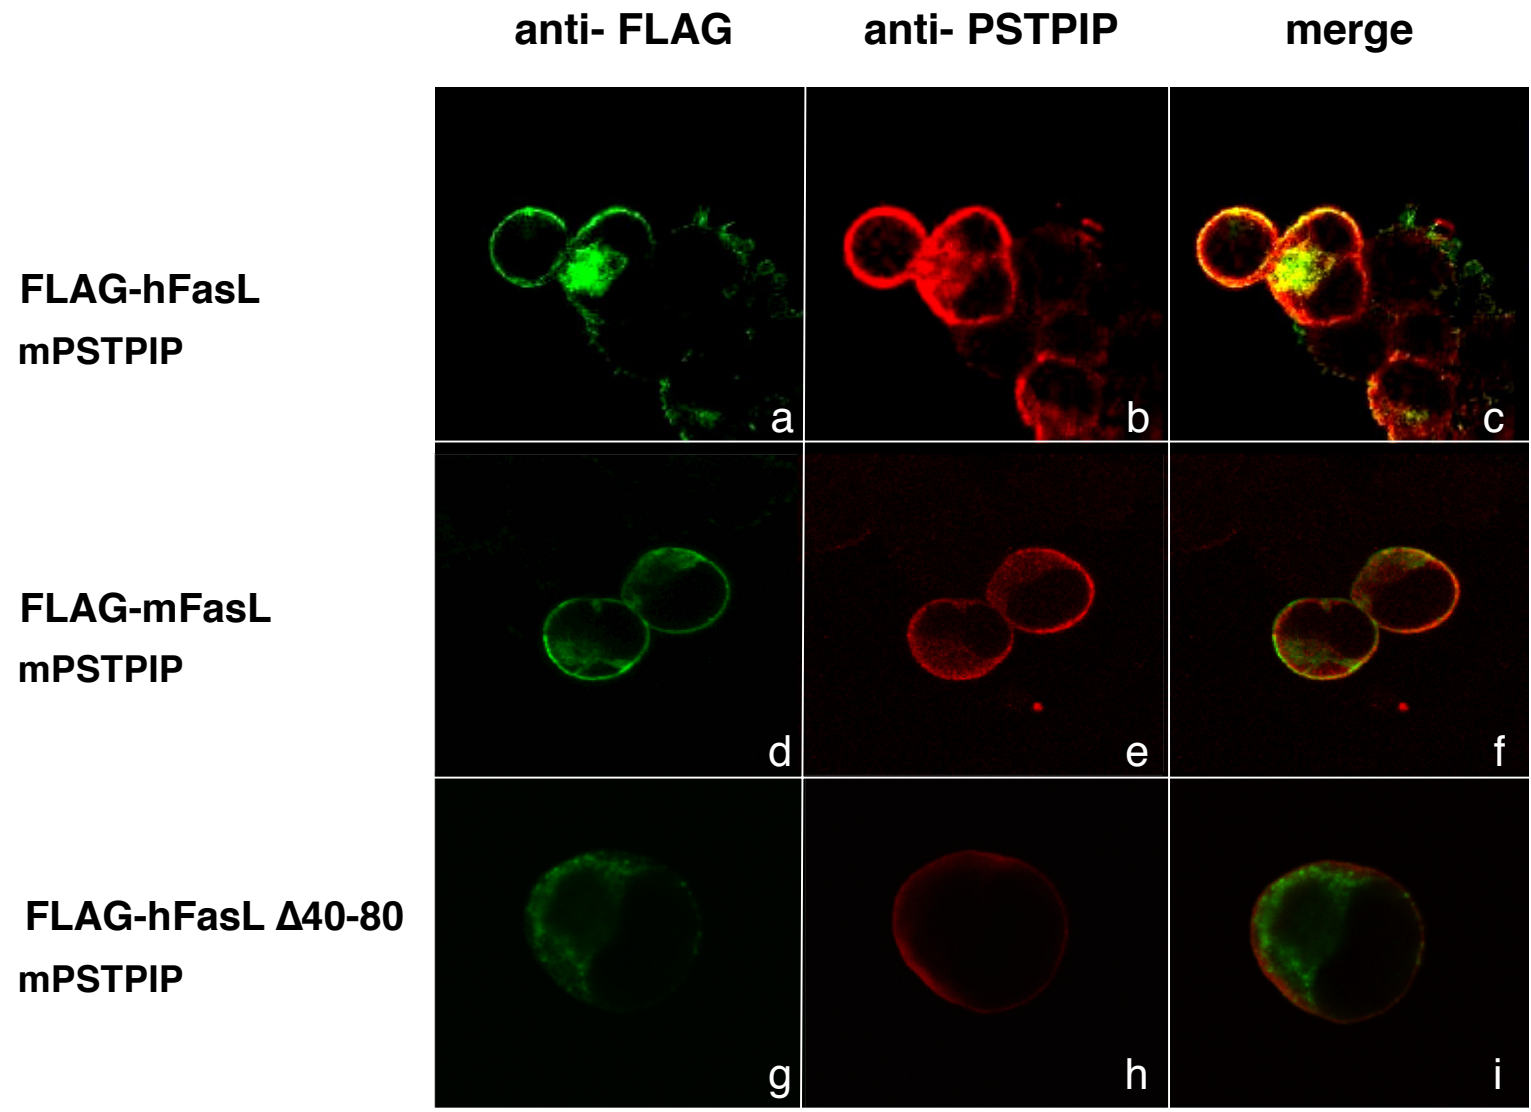 anti- FLAG anti- PSTPIP merge
FLAG-hFasL
mPSTPIP
a b c
FLAG-mFasL
mPSTPIP
d e f
FLAG-hFasL Δ40-80
mPSTPIP
g h i